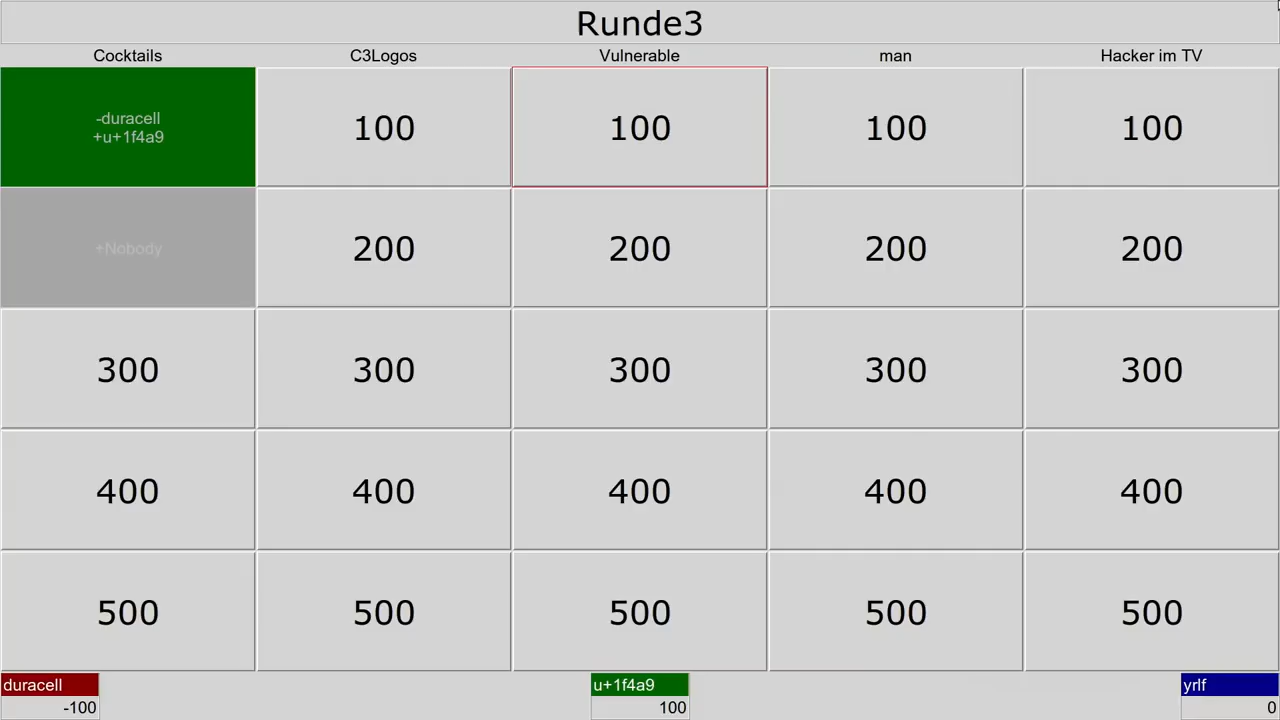 Runde3
Cocktails C3Logos Vulnerable man Hacker im TV
-duracell
+u+1f4a9
100 100 100 100
+Nobody 200 200 200 200
300 300 300 300 300
400 400 400 400 400
500 500 500 500 500
duracell u+1f4a9 yrlf
-100 100 0